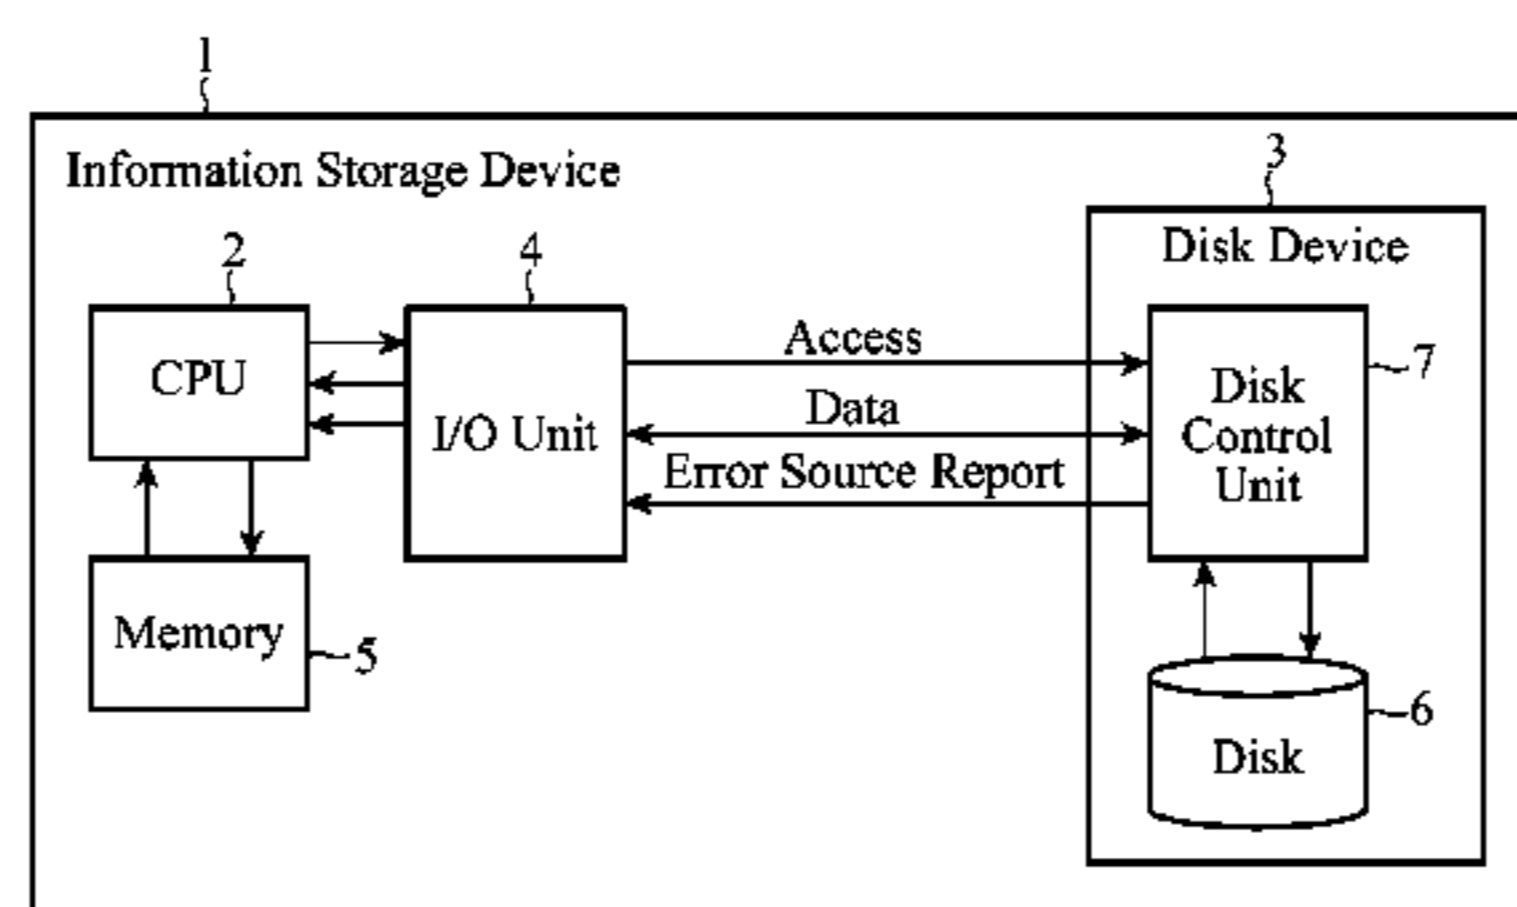 1
Information Storage Device
3
Disk Device
2
4
CPU
I/O Unit
Access
Data
Error Source Report
Disk
Control
Unit
7
Memory
5
Disk
6